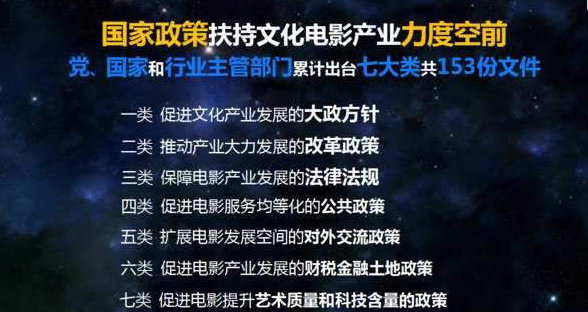 国家政策扶持文化电影产业力度空前
党、国家和行业主管部门累计出台七大类共153份文件
一类 促进文化产业发展的大政方针
二类 推动产业大力发展的改革政策
三类 保障电影产业发展的法律法规
四类 促进电影服务均等化的公共政策
五类 扩展电影发展空间的对外交流政策
六类 促进电影产业发展的财税金融土地政策
七类 促进电影提升艺术质量和科技含量的政策